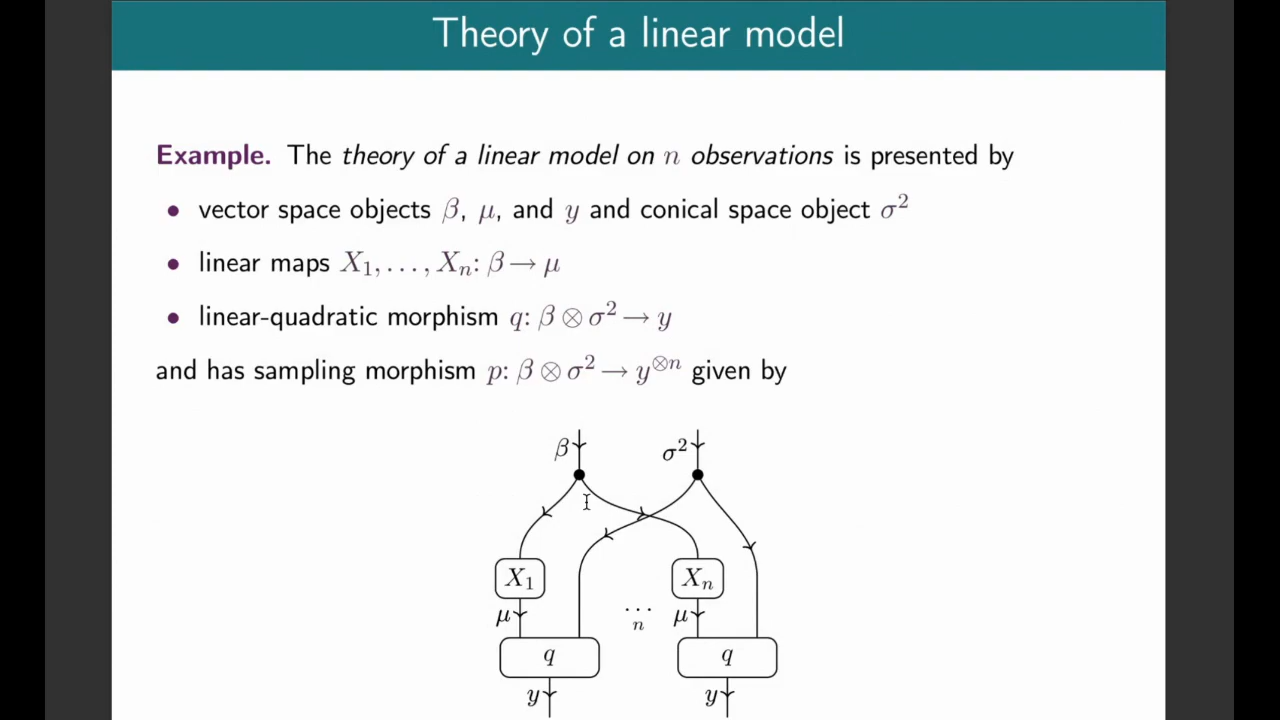 Theory of a linear model
Example. The theory of a linear model on n observations is presented by
• vector space objects β, μ, and y and conical space object σ²
• linear maps X₁, . . . , Xₙ: β → μ
• linear-quadratic morphism q: β ⊗ σ² → y
and has sampling morphism p: β ⊗ σ² → y^{⊗n} given by
β σ²
X₁ Xₙ
μ ··· μ
n
q q
y y